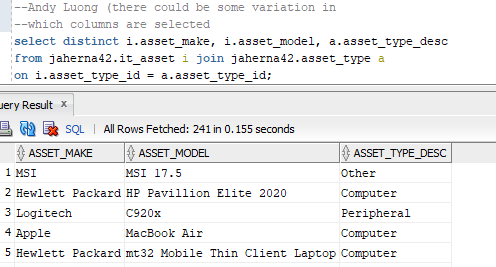 --Andy Luong (there could be some variation in
--which columns are selected
select distinct i.asset_make, i.asset_model, a.asset_type_desc
from jaherna42.it_asset i join jaherna42.asset_type a
on i.asset_type_id = a.asset_type_id;
uery Result x
SQL | All Rows Fetched: 241 in 0.155 seconds
ASSET_MAKE ASSET_MODEL ASSET_TYPE_DESC
1 MSI MSI 17.5 Other
2 Hewlett Packard HP Pavillion Elite 2020 Computer
3 Logitech C920x Peripheral
4 Apple MacBook Air Computer
5 Hewlett Packard mt32 Mobile Thin Client Laptop Computer